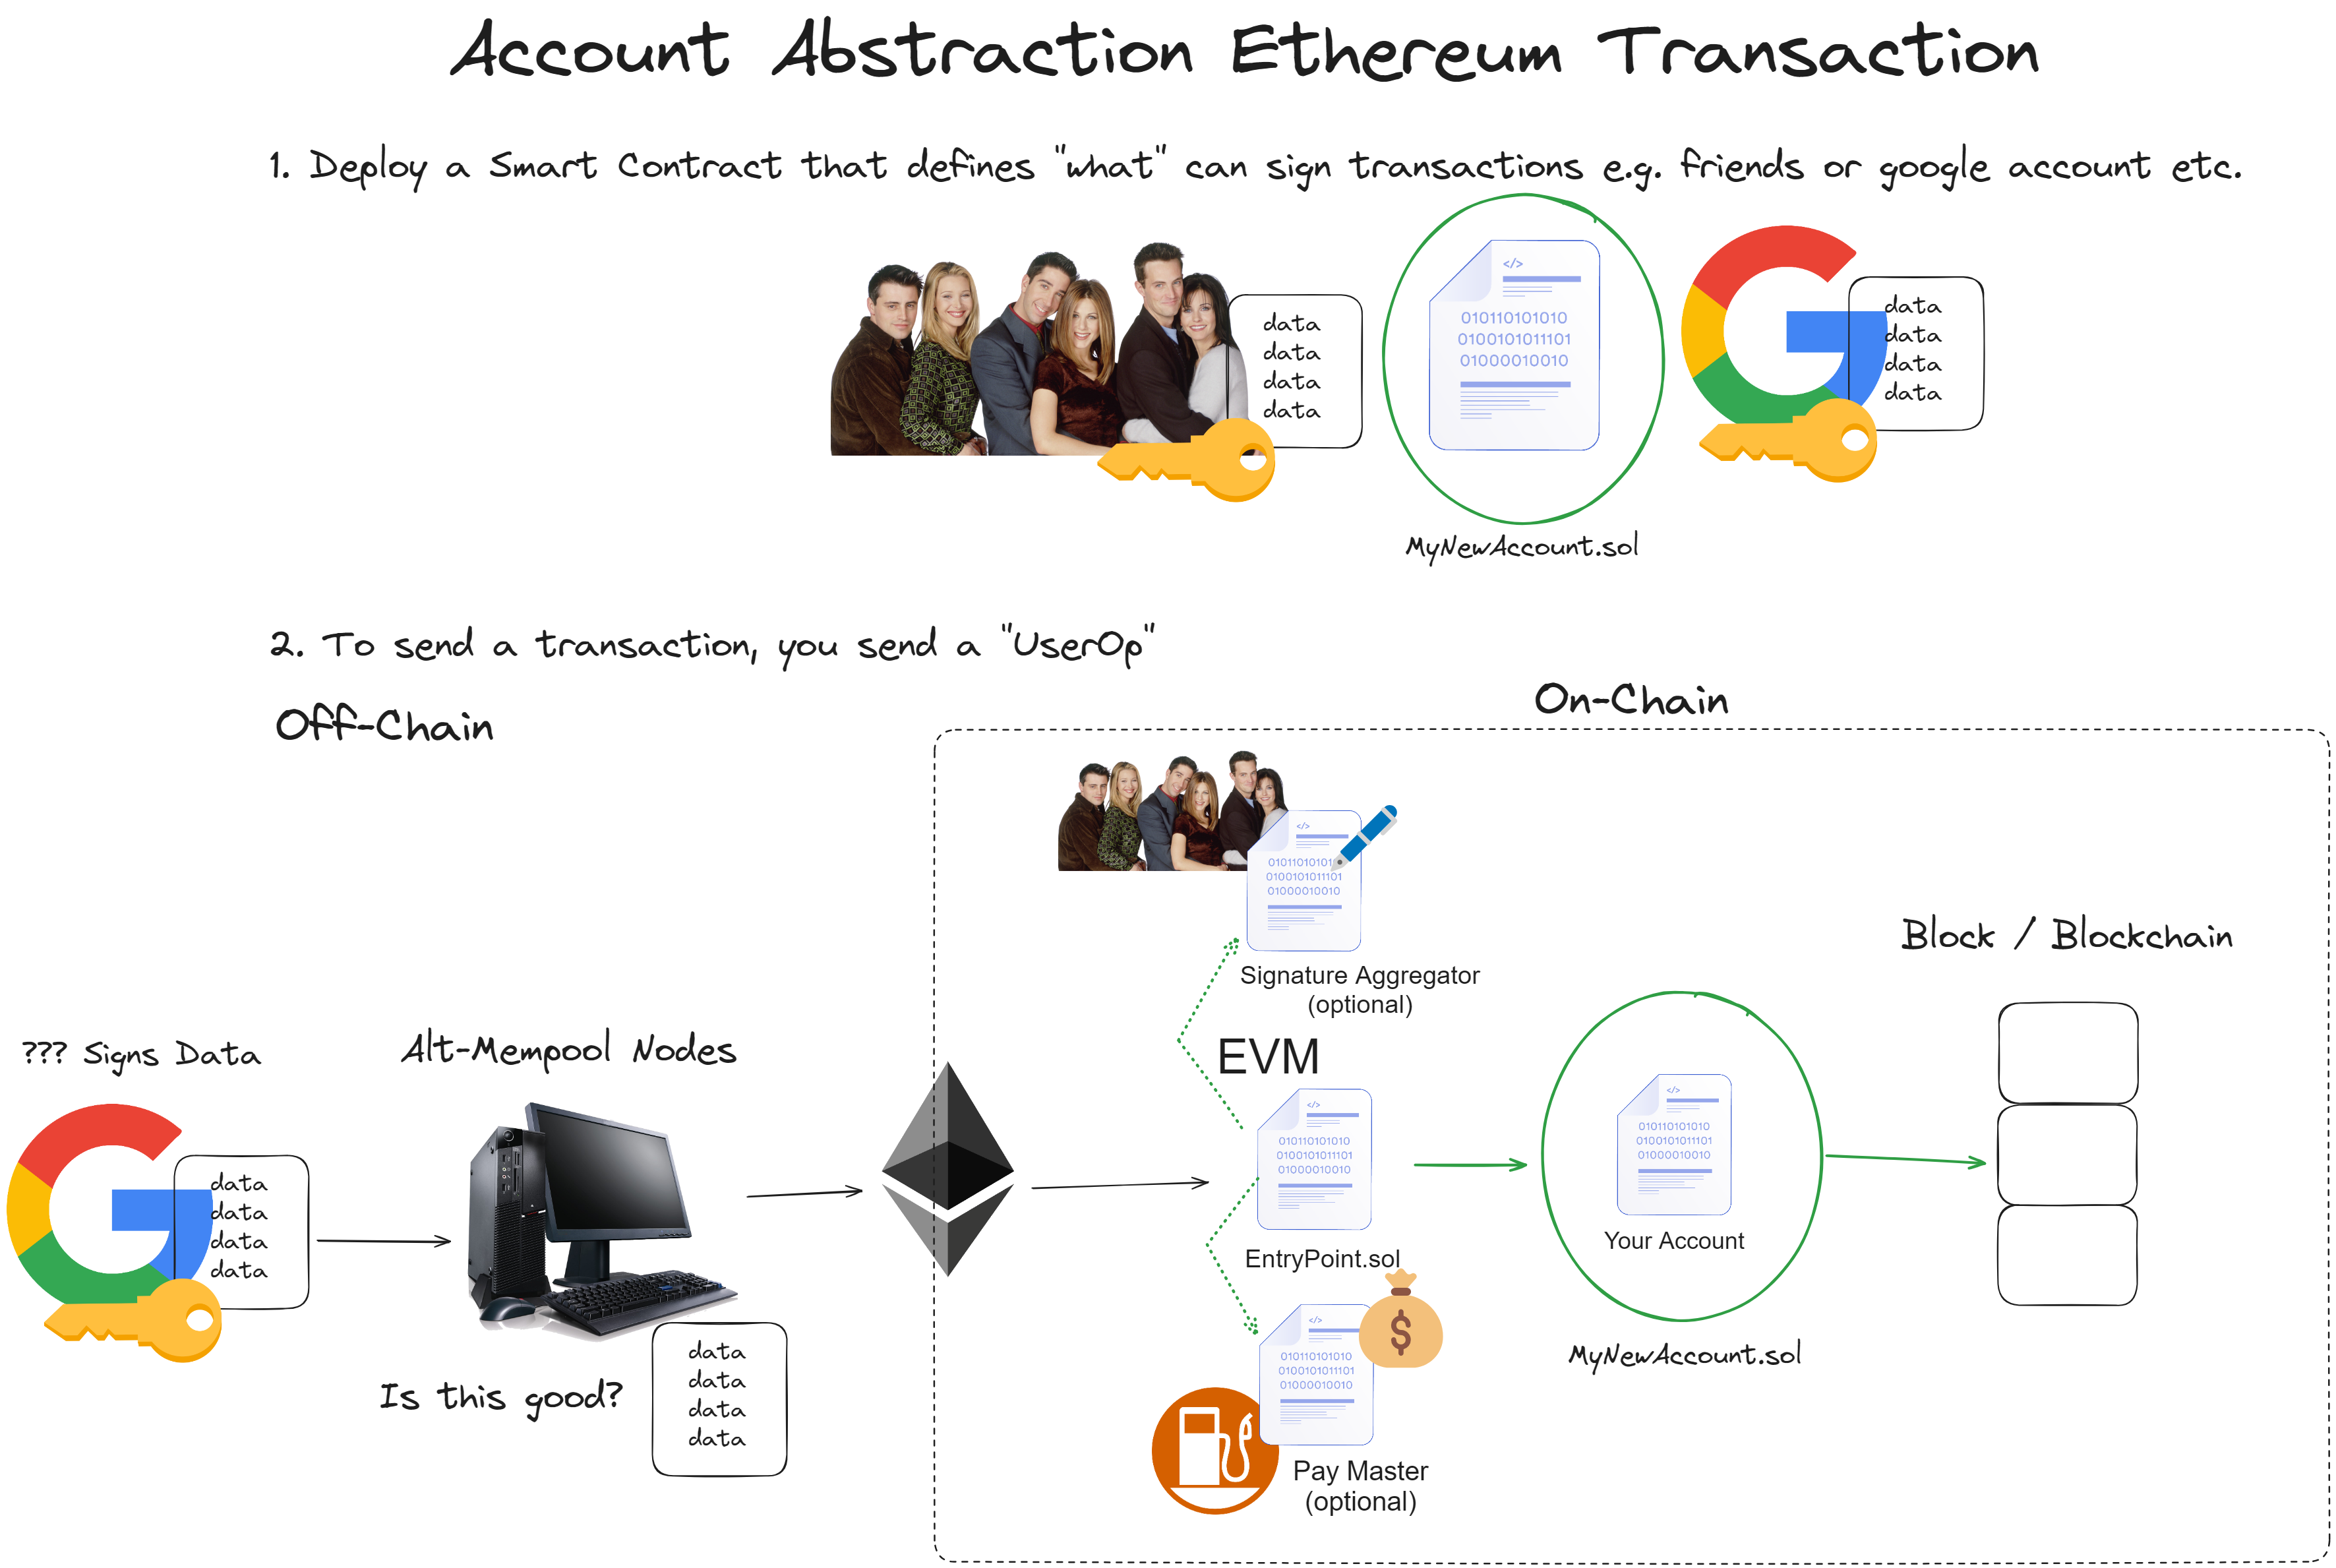 Account Abstraction Ethereum Transaction
1. Deploy a Smart Contract that defines "what" can sign transactions e.g. friends or google account etc.
data
data
data
data
</>
010110101010
0100101011101
01000010010
data
data
data
data
MyNewAccount.sol
2. To send a transaction, you send a "UserOp"
Off-Chain
On-Chain
</>
01011010101
0100101011101
01000010010
Signature Aggregator
(optional)
Block / Blockchain
??? Signs Data
Alt-Mempool Nodes
EVM
data
data
data
data
</>
010110101010
0100101011101
01000010010
EntryPoint.sol
</>
010110101010
0100101011101
01000010010
Your Account
MyNewAccount.sol
Is this good?
data
data
data
data
</>
010110101010
0100101011101
01000010010
$
Pay Master
(optional)